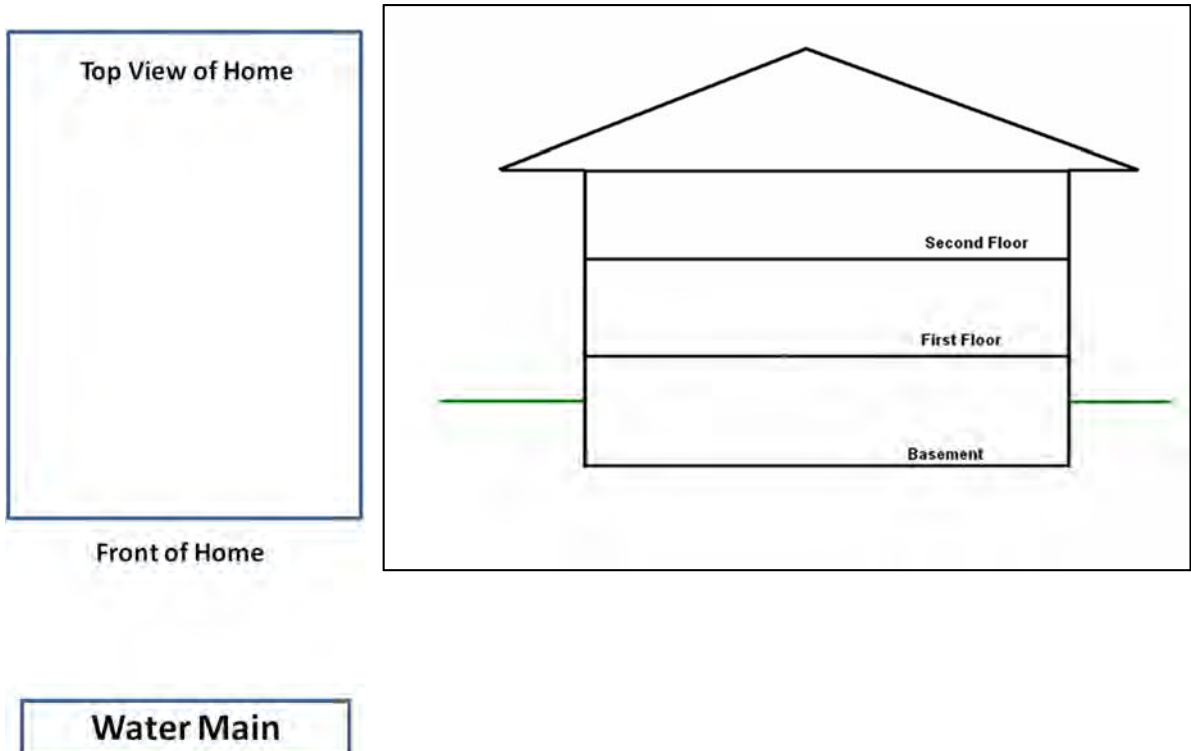 Top View of Home
Second Floor
First Floor
Basement
Front of Home
Water Main